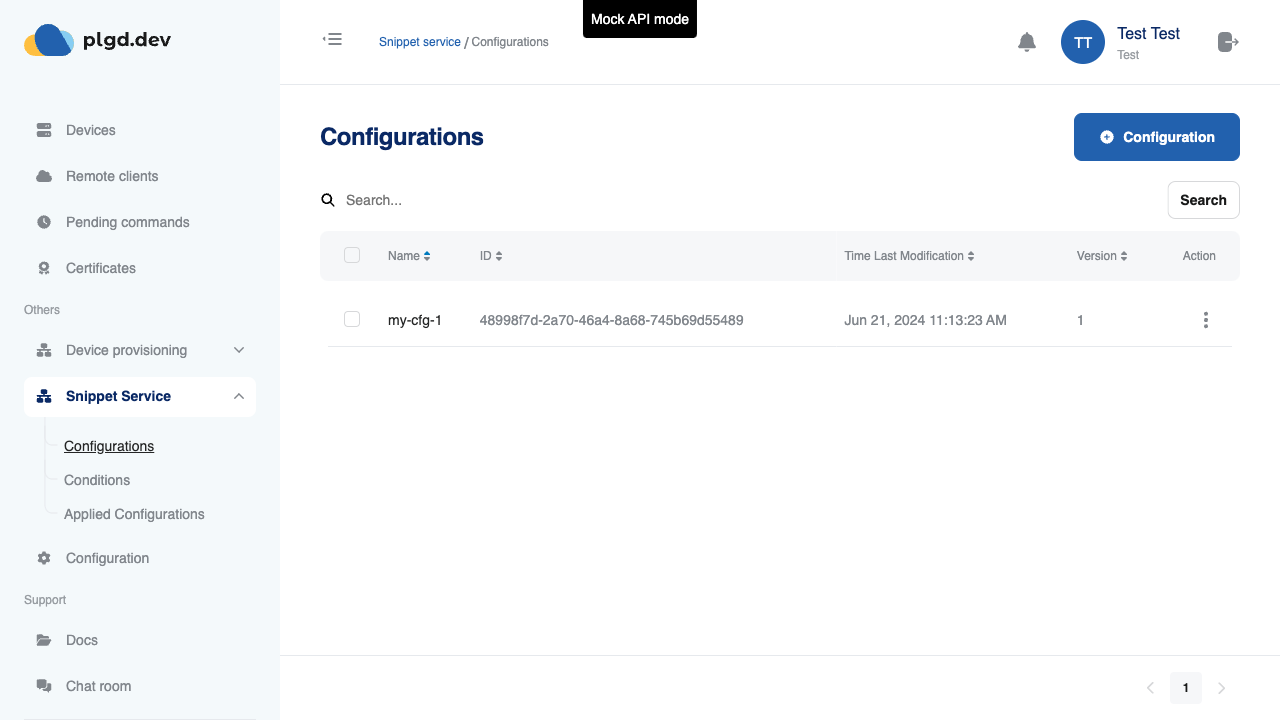 plgd.dev
Mock API mode
Snippet service / Configurations
TT
Test Test
Test
Devices
Remote clients
Pending commands
Certificates
Others
Device provisioning
Snippet Service
Configurations
Conditions
Applied Configurations
Configuration
Support
Docs
Chat room
Configurations
Configuration
Search...
Search
Name ID Time Last Modification Version Action
my-cfg-1 48998f7d-2a70-46a4-8a68-745b69d55489 Jun 21, 2024 11:13:23 AM 1
1